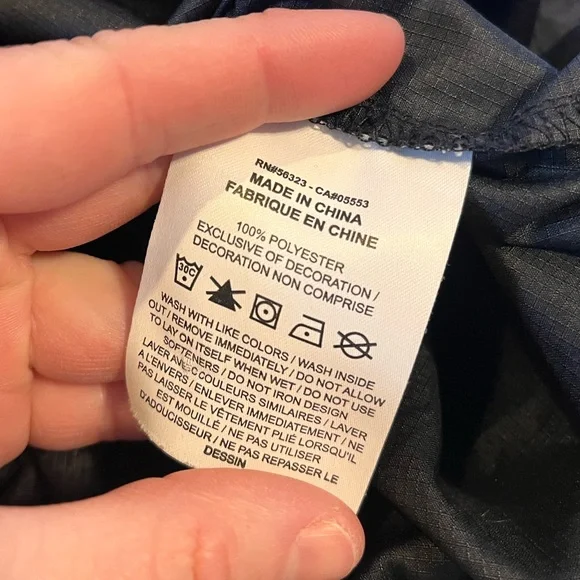 RN#56323 - CA#05553
MADE IN CHINA
FABRIQUE EN CHINE
100% POLYESTER
EXCLUSIVE OF DECORATION /
DECORATION NON COMPRISE
30C
WASH WITH LIKE COLORS / WASH INSIDE
OUT / REMOVE IMMEDIATELY / DO NOT ALLOW
TO LAY ON ITSELF WHEN WET / DO NOT USE
SOFTENERS / DO NOT IRON DESIGN
LAVER AVEC COULEURS SIMILAIRES / LAVER
A L'ENVERS / ENLEVER IMMEDIATEMENT / NE
PAS LAISSER LE VÊTEMENT PLIÉ LORSQU'IL
EST MOUILLÉ / NE PAS UTILISER
D'ADOUCISSEUR / NE PAS REPASSER LE
DESSIN